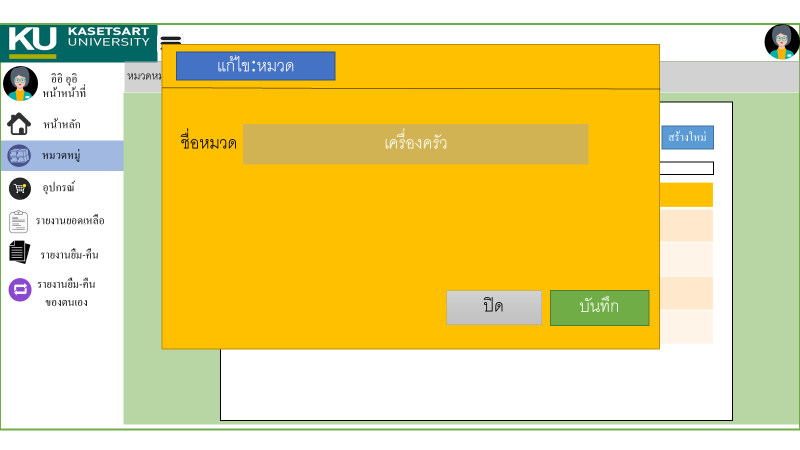 KU KASETSART
UNIVERSITY
อิอิ อุอิ
หน้าหน้าที่
หน้าหลัก
หมวดหมู่
อุปกรณ์
รายงานยอดเหลือ
รายงานยืม-คืน
รายงานยืม-คืน
ของตนเอง
แก้ไข:หมวด
ชื่อหมวด เครื่องครัว
ปิด บันทึก
สร้างใหม่